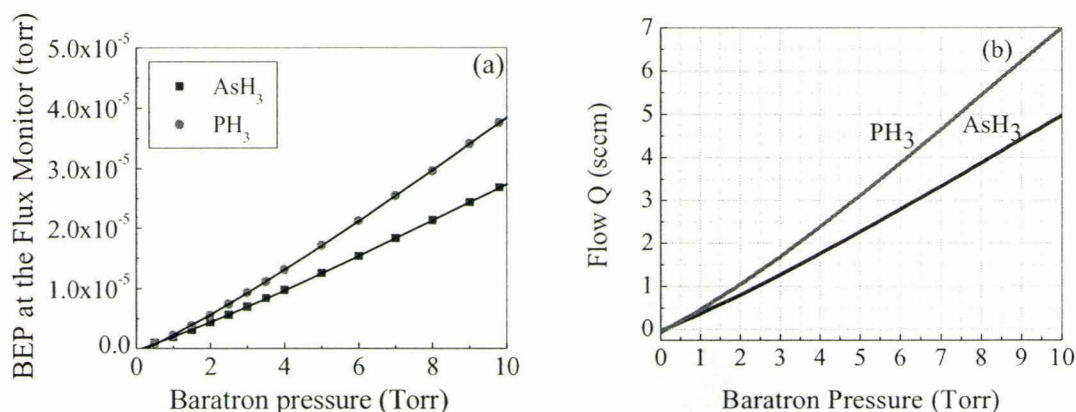 (a)
BEP at the Flux Monitor (torr)
5.0x10⁻⁵
4.0x10⁻⁵
3.0x10⁻⁵
2.0x10⁻⁵
1.0x10⁻⁵
0.0
AsH₃
PH₃
0 2 4 6 8 10
Baratron pressure (Torr)
(b)
Flow Q (sccm)
7
6
5
4
3
2
1
0
PH₃
AsH₃
0 1 2 3 4 5 6 7 8 9 10
Baratron Pressure (Torr)